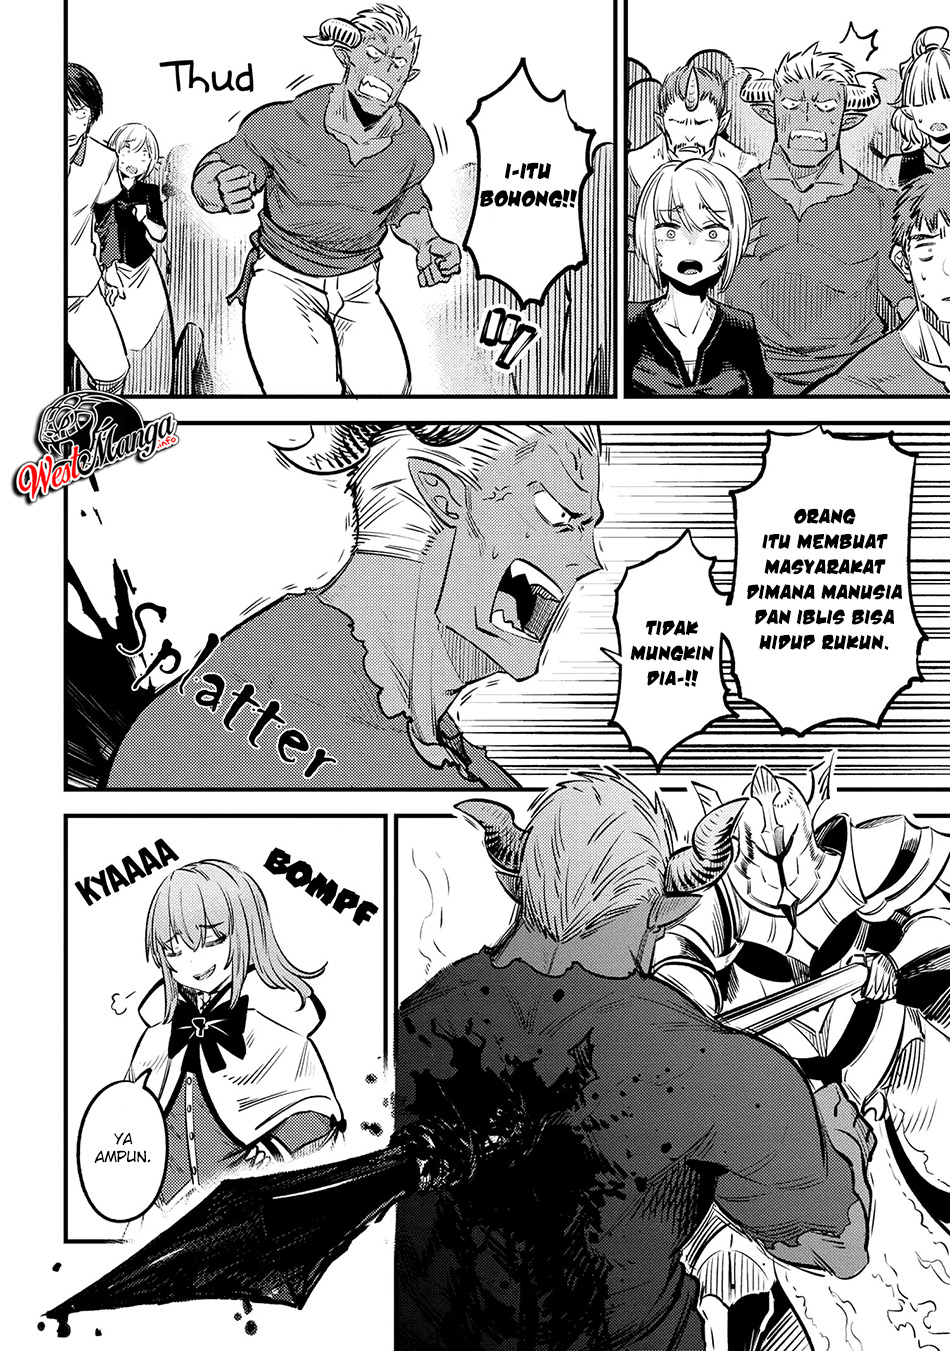 I-ITU
BOHONG!!
Thud
ORANG
ITU MEMBUAT
MASYARAKAT
DIMANA MANUSIA
DAN IBLIS BISA
HIDUP RUKUN.
TIDAK
MUNGKIN
DIA-!!
Splatter
WestManga
.info
KYAAAA
BOMPF
YA
AMPUN.